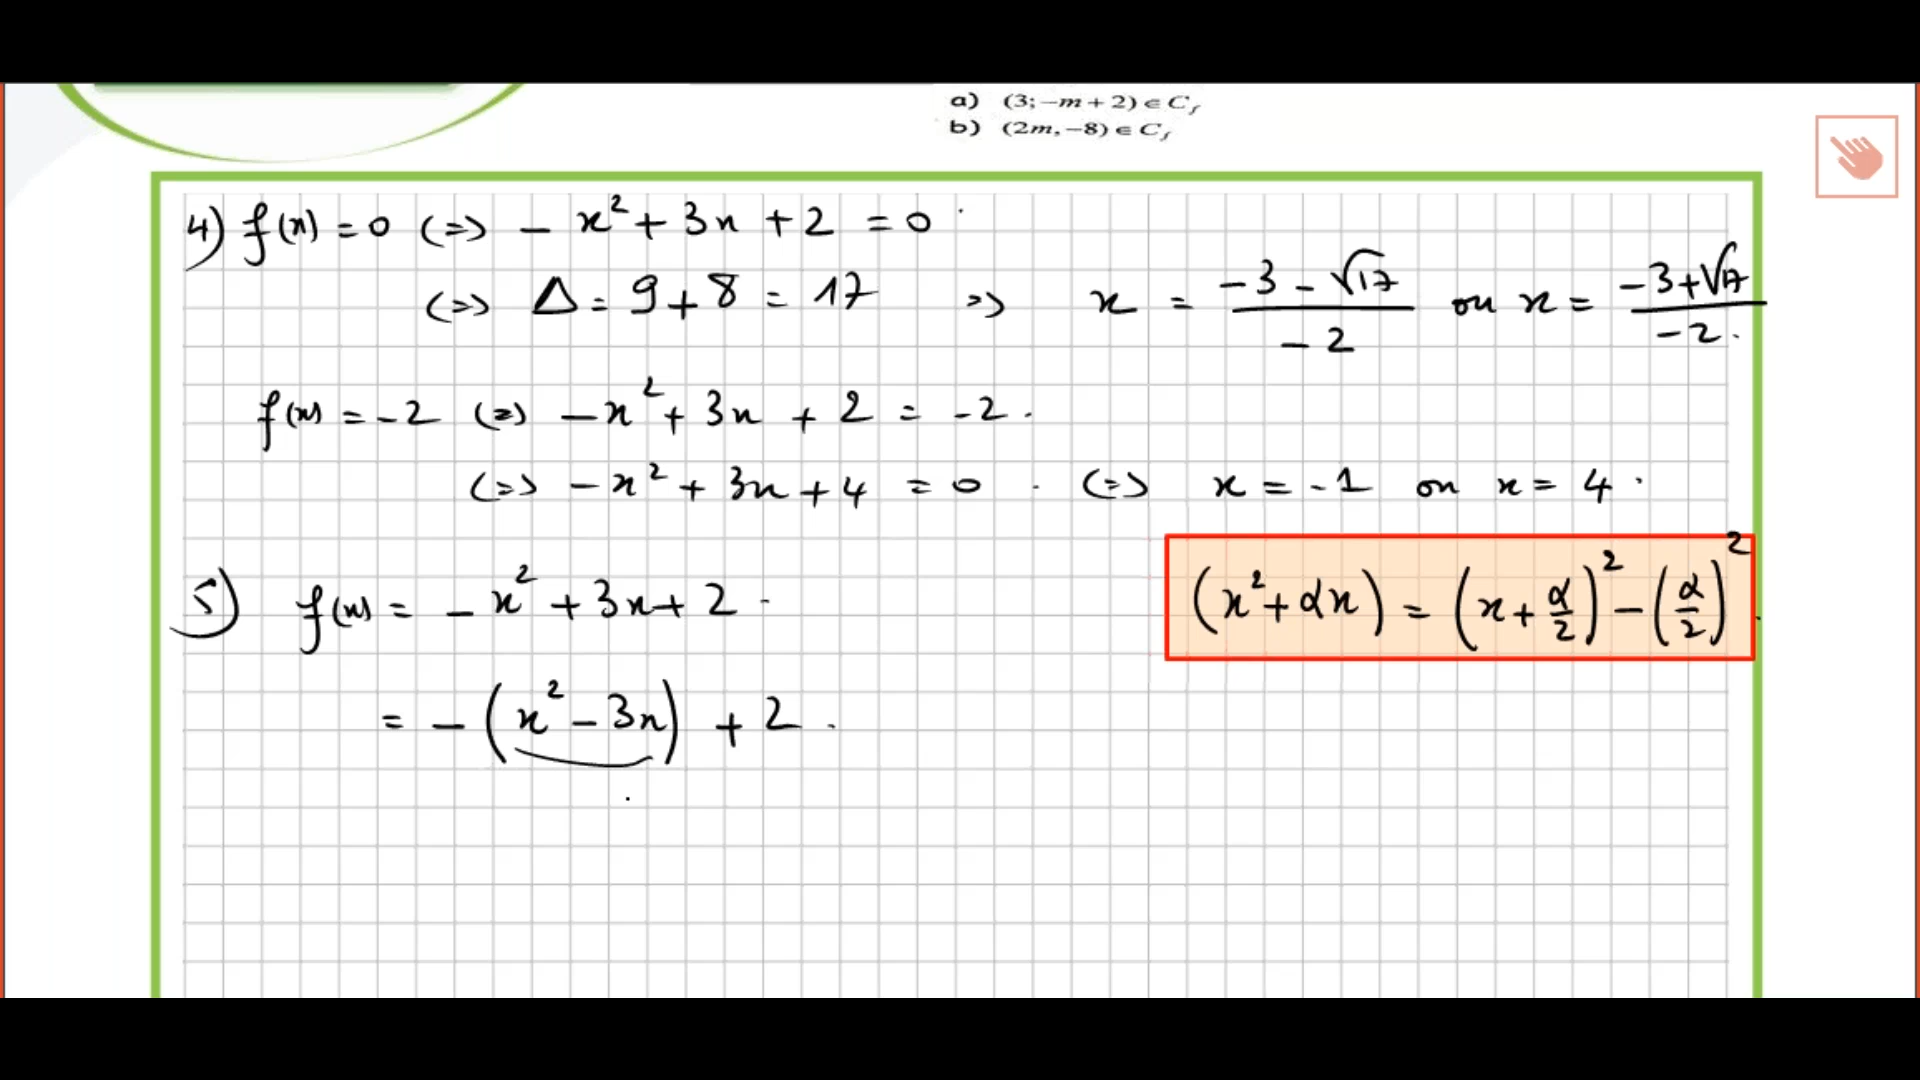 a) (3; −m + 2) ∈ C_f
b) (2m, −8) ∈ C_f
4) f(x) = 0 (=>) − x² + 3x + 2 = 0
(=>) Δ = 9 + 8 = 17 => x = (−3 − √17)/(−2) ou x = (−3 + √17)/(−2).
f(x) = −2 (=) −x² + 3x + 2 = −2.
(=>) −x² + 3x + 4 = 0. (=>) x = −1 ou x = 4.
5) f(x) = − x² + 3x + 2.
(x² + αx) = (x + α/2)² − (α/2)².
= − (x² − 3x) + 2.